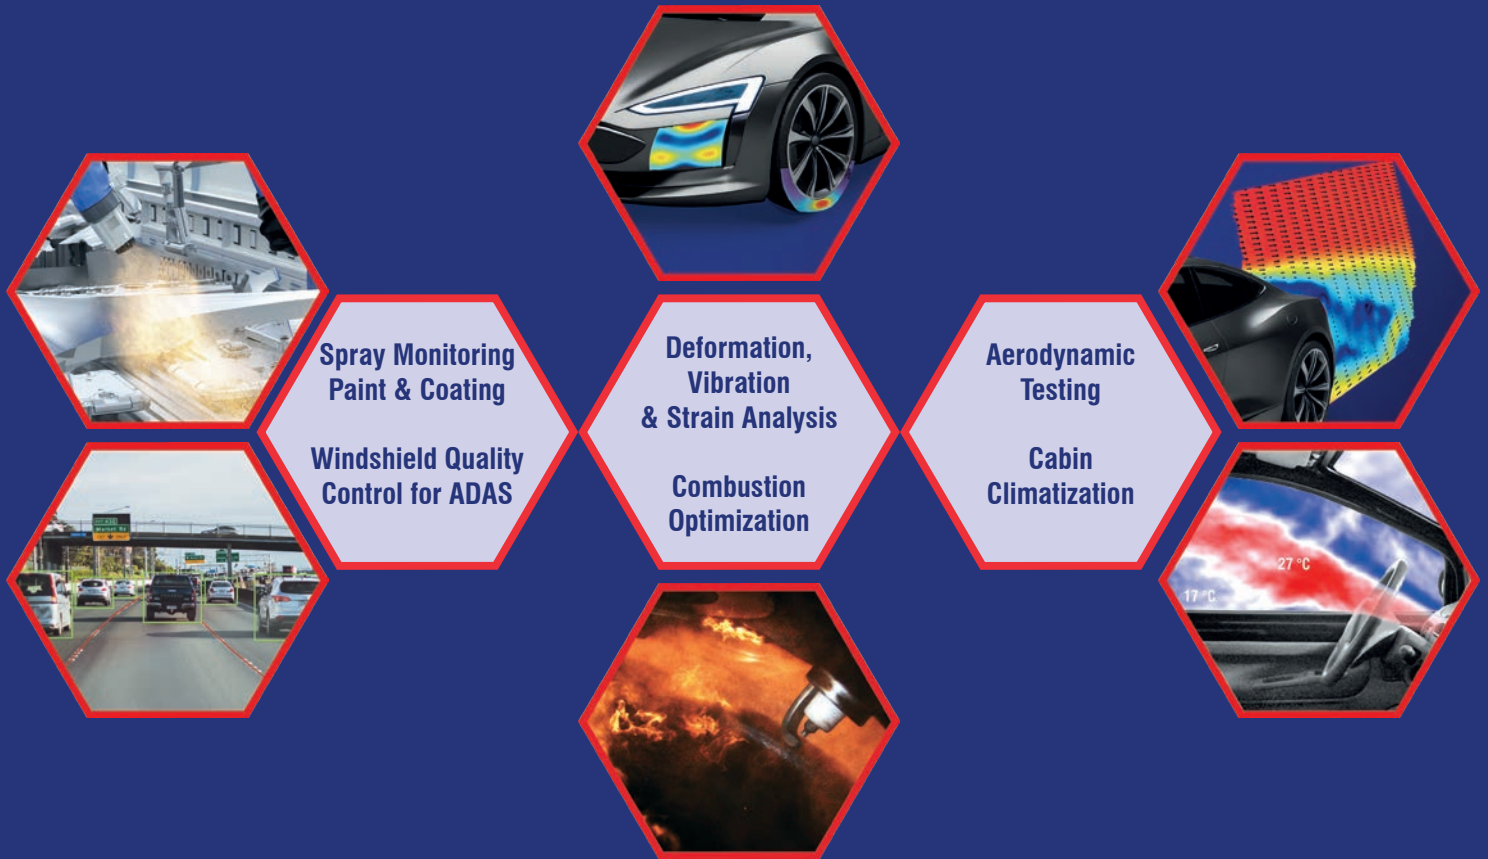 Spray Monitoring
Paint & Coating
Windshield Quality
Control for ADAS
Deformation,
Vibration
& Strain Analysis
Combustion
Optimization
Aerodynamic
Testing
Cabin
Climatization
27 °C
17 °C